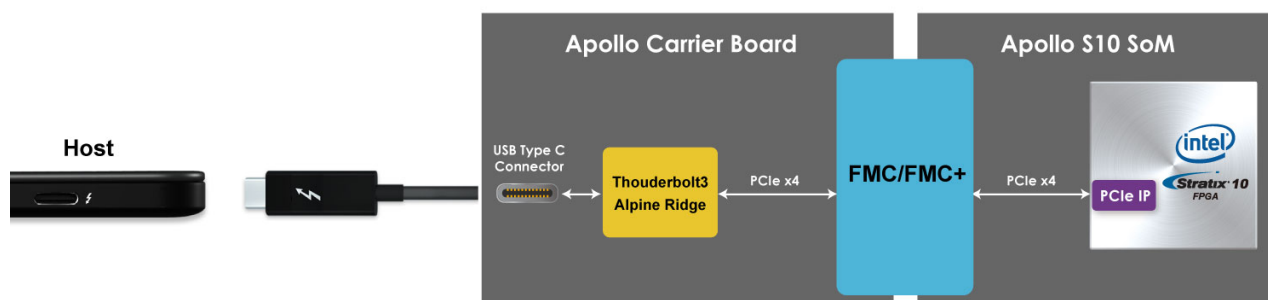 Apollo Carrier Board
Apollo S10 SoM
Host
USB Type C
Connector
Thouderbolt3
Alpine Ridge
PCIe x4
FMC/FMC+
PCIe x4
PCIe IP
intel
Stratix 10
FPGA